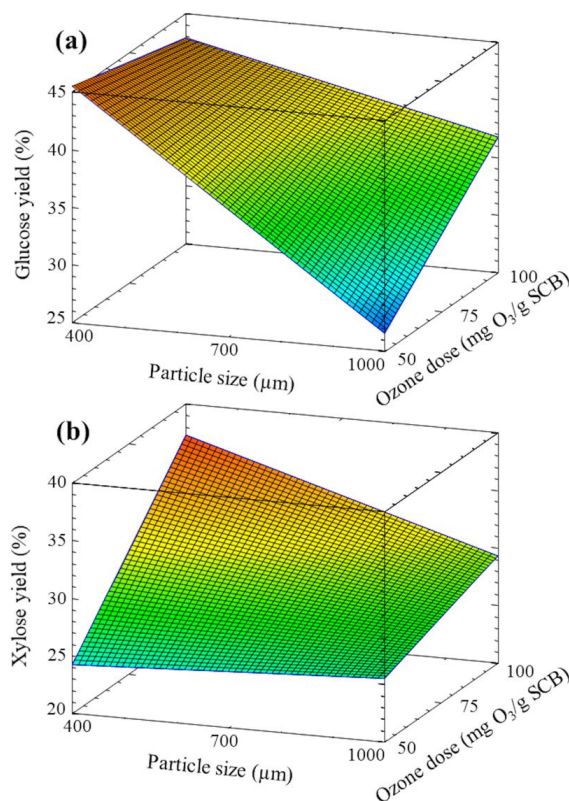 (a)
45
40
35
30
25
Glucose yield (%)
400
700
1000
Particle size (µm)
50
75
100
Ozone dose (mg O₃/g SCB)
(b)
40
35
30
25
20
Xylose yield (%)
400
700
1000
Particle size (µm)
50
75
100
Ozone dose (mg O₃/g SCB)